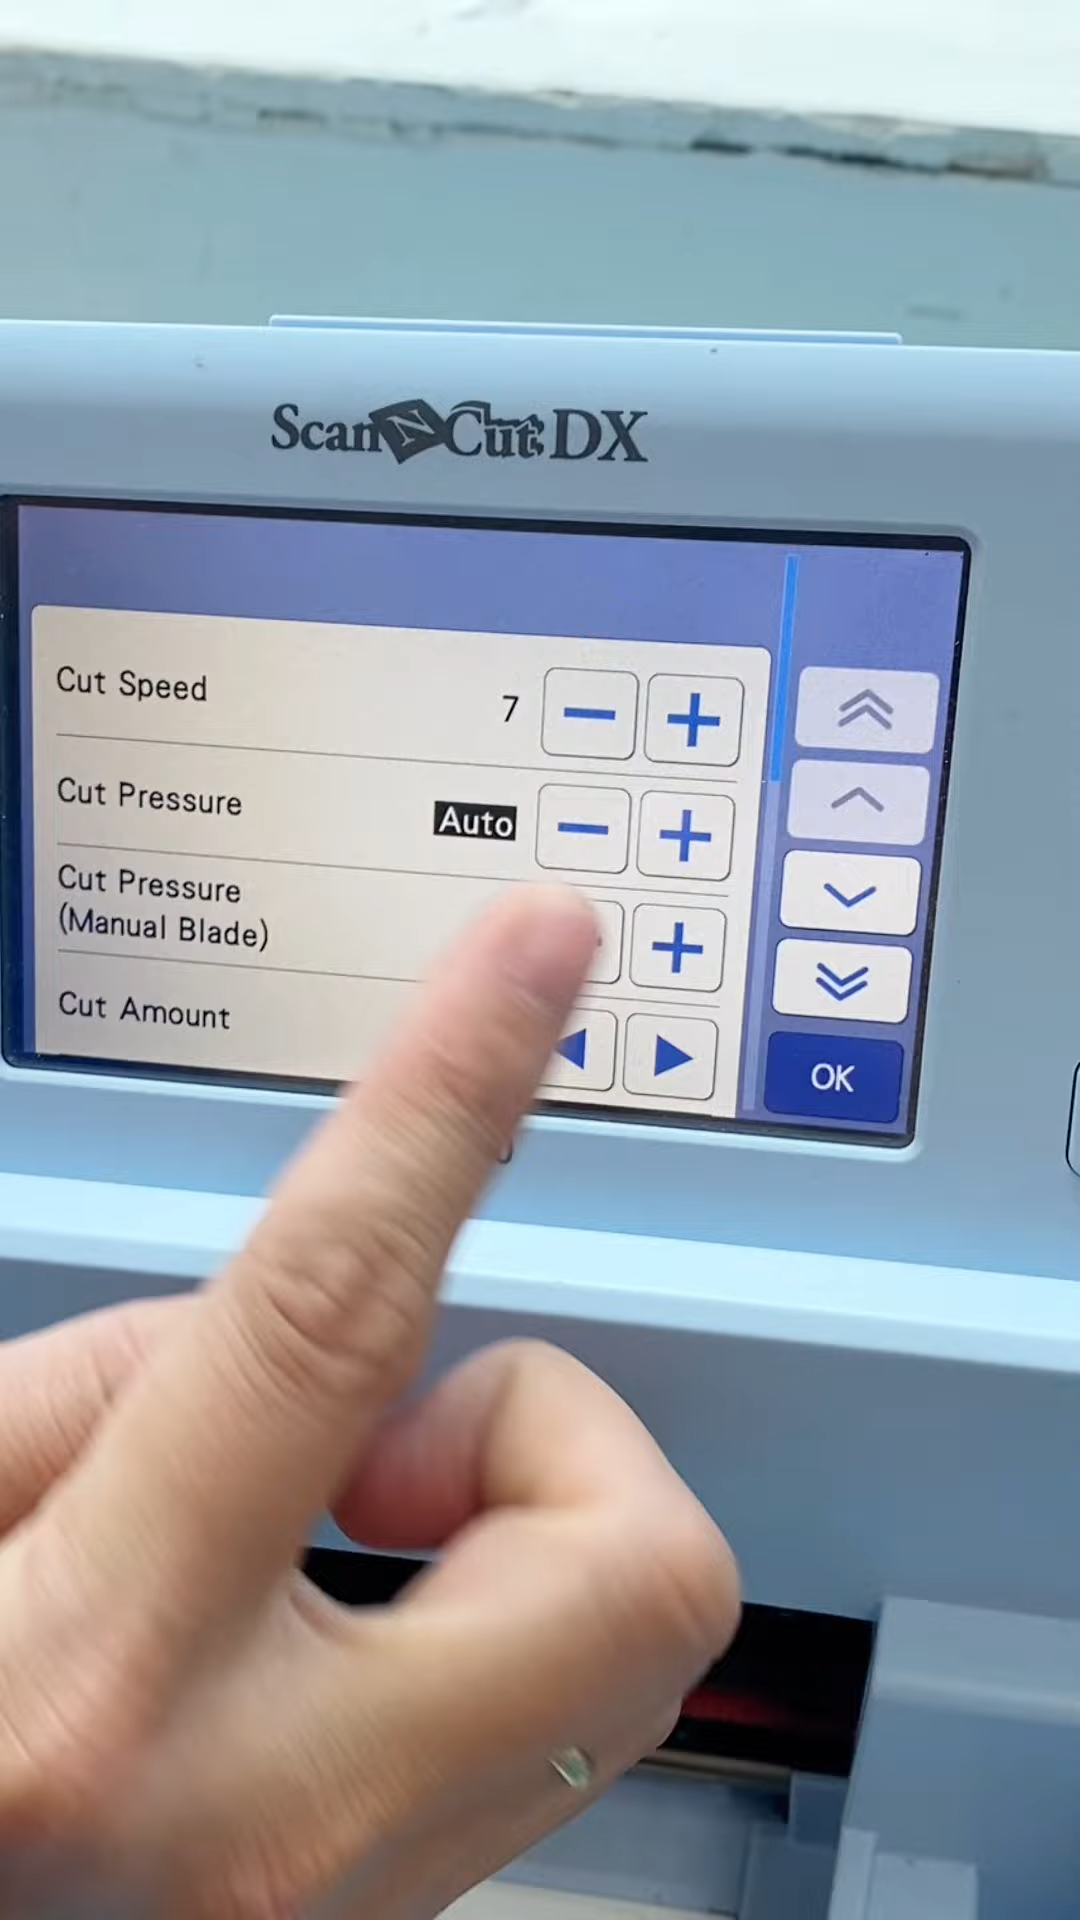 ScanNCut DX
Cut Speed
7
Cut Pressure
Auto
Cut Pressure
(Manual Blade)
Cut Amount
OK